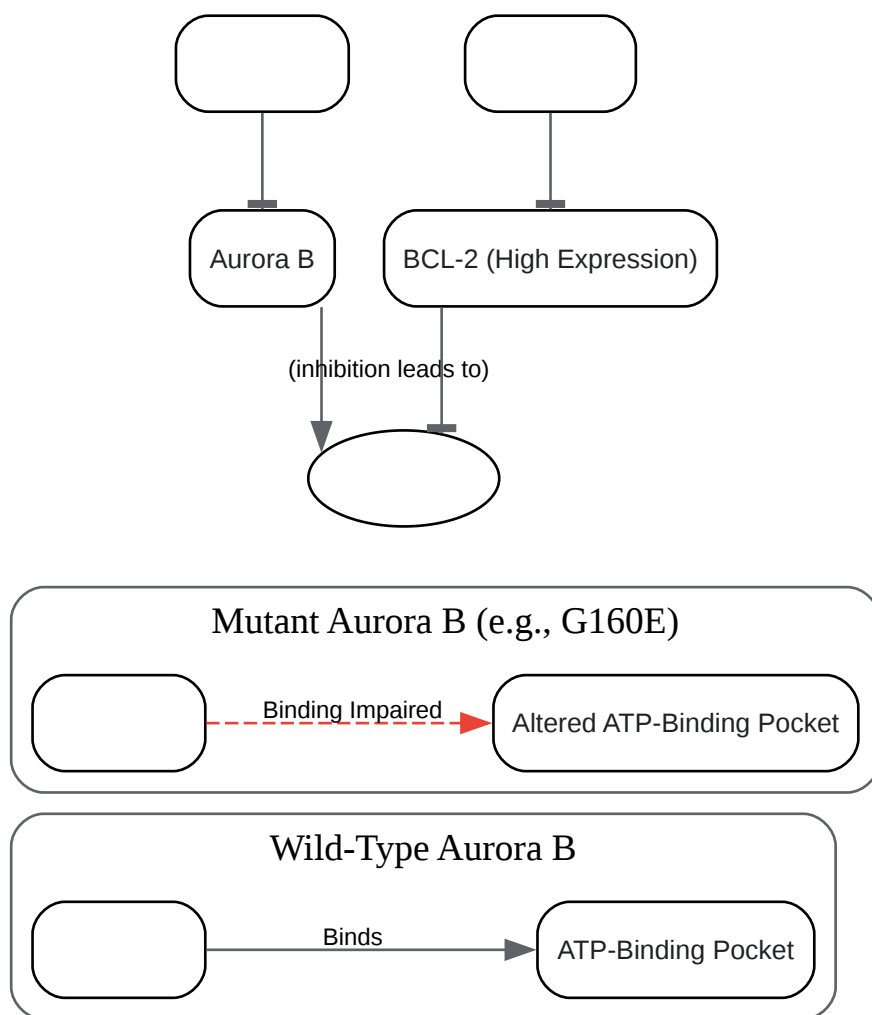 Aurora B
BCL-2 (High Expression)
(inhibition leads to)
Mutant Aurora B (e.g., G160E)
Binding Impaired
Altered ATP-Binding Pocket
Wild-Type Aurora B
Binds
ATP-Binding Pocket